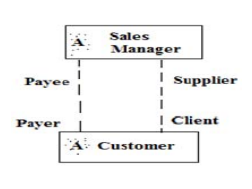 A Sales
Manager
Payee Supplier
Payer Client
A Customer